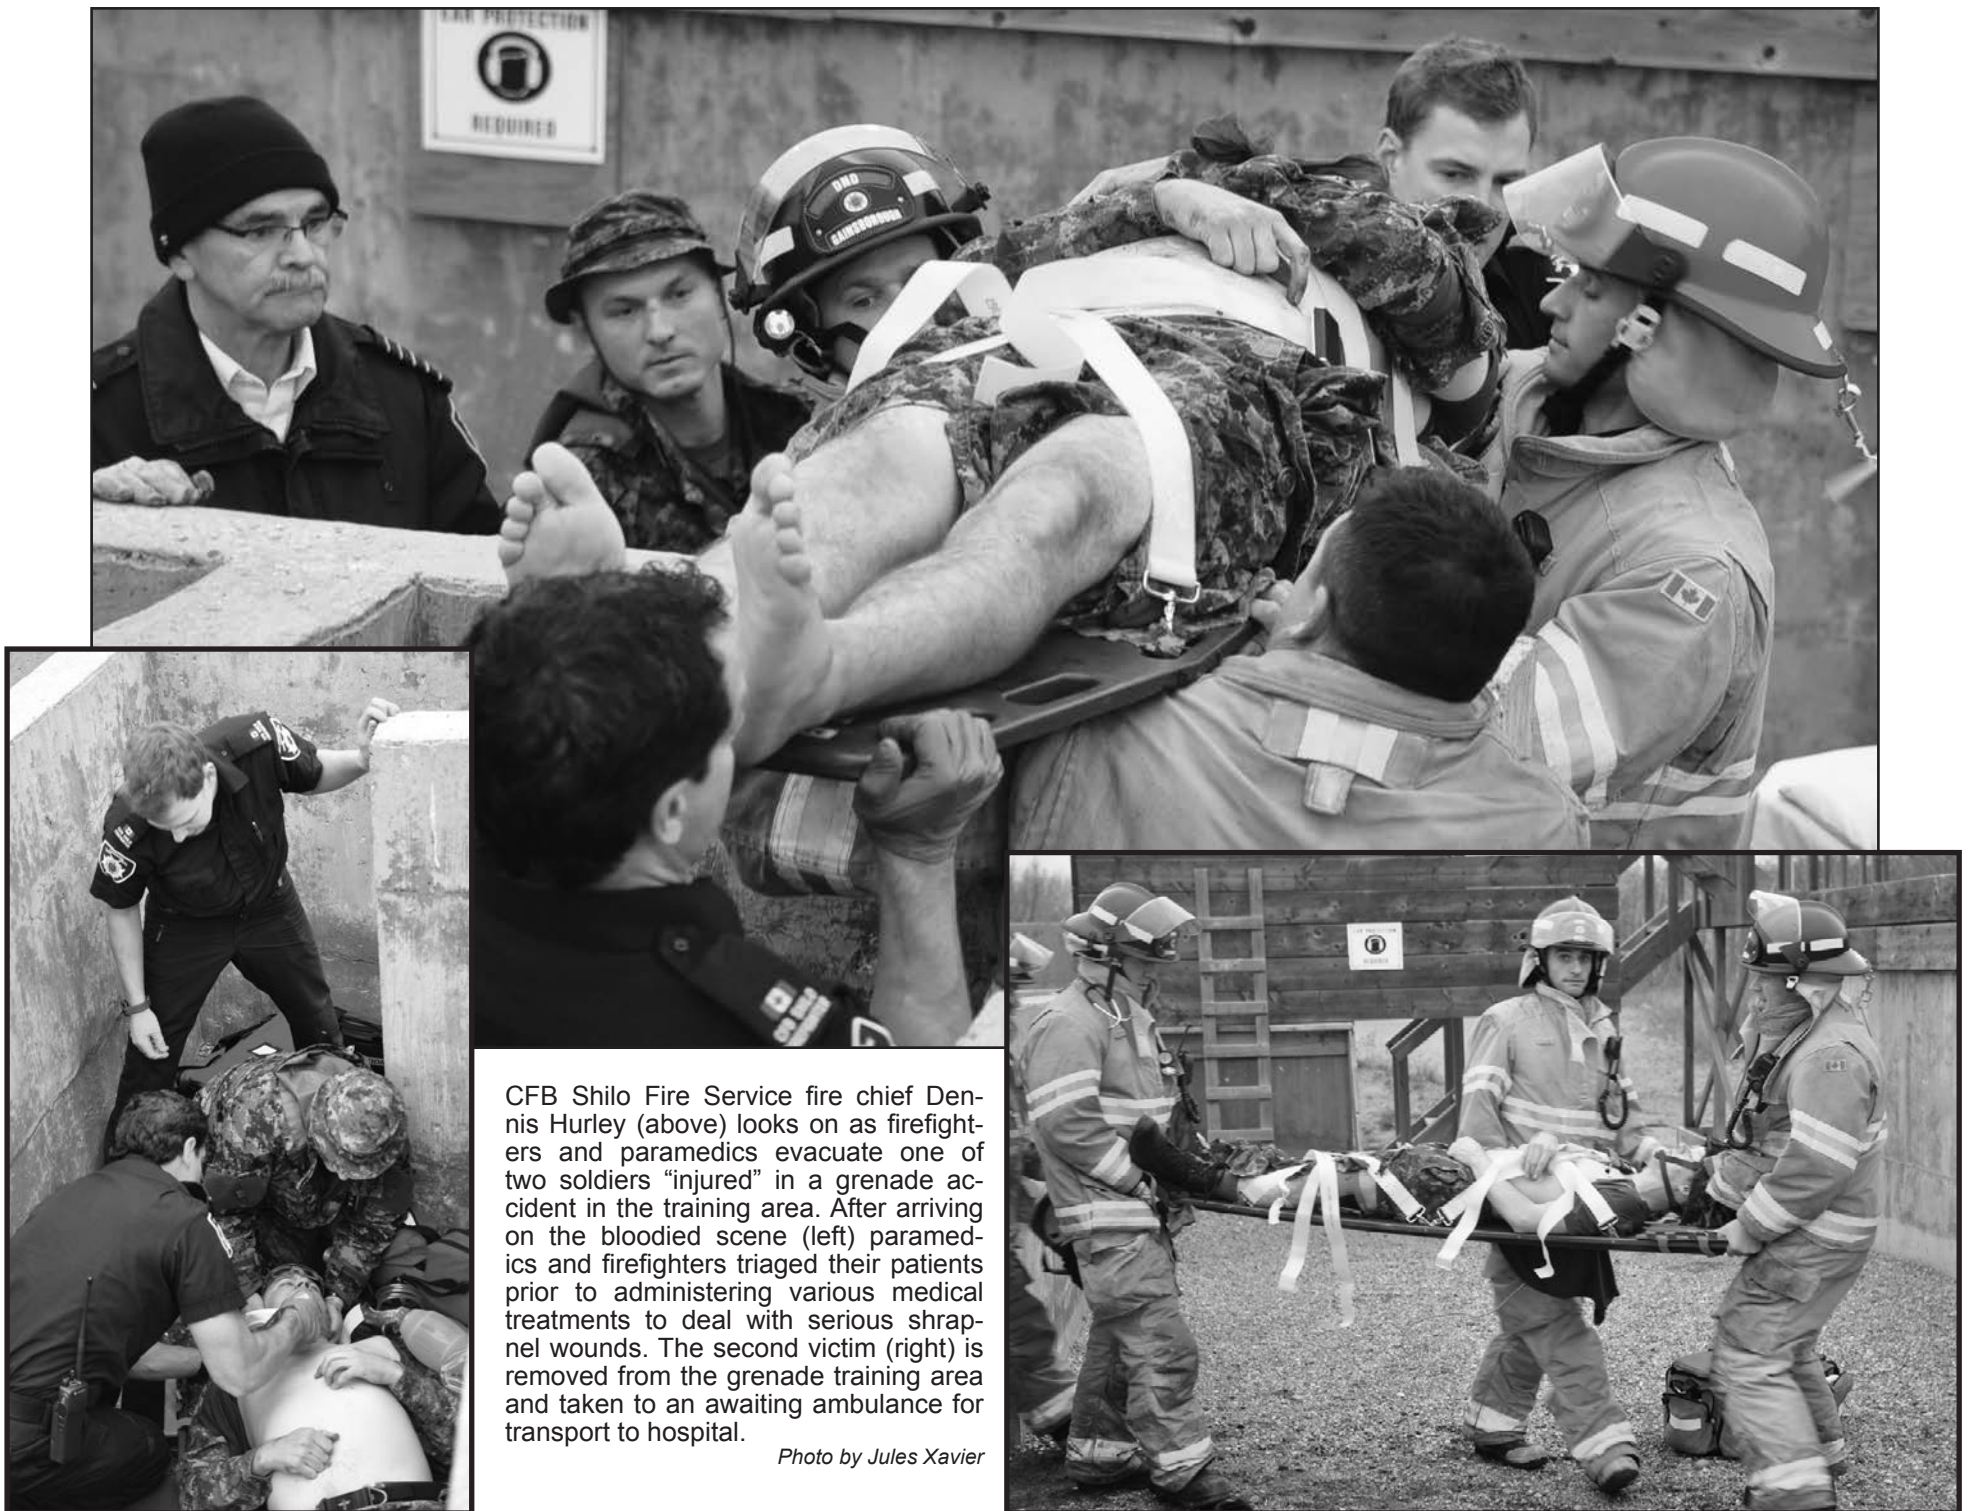 EAR PROTECTION
REQUIRED
DND
GAINSBOROUGH
CFB Shilo Fire Service fire chief Den-
nis Hurley (above) looks on as firefight-
ers and paramedics evacuate one of
two soldiers “injured” in a grenade ac-
cident in the training area. After arriving
on the bloodied scene (left) paramed-
ics and firefighters triaged their patients
prior to administering various medical
treatments to deal with serious shrap-
nel wounds. The second victim (right) is
removed from the grenade training area
and taken to an awaiting ambulance for
transport to hospital.
Photo by Jules Xavier
EAR PROTECTION
REQUIRED